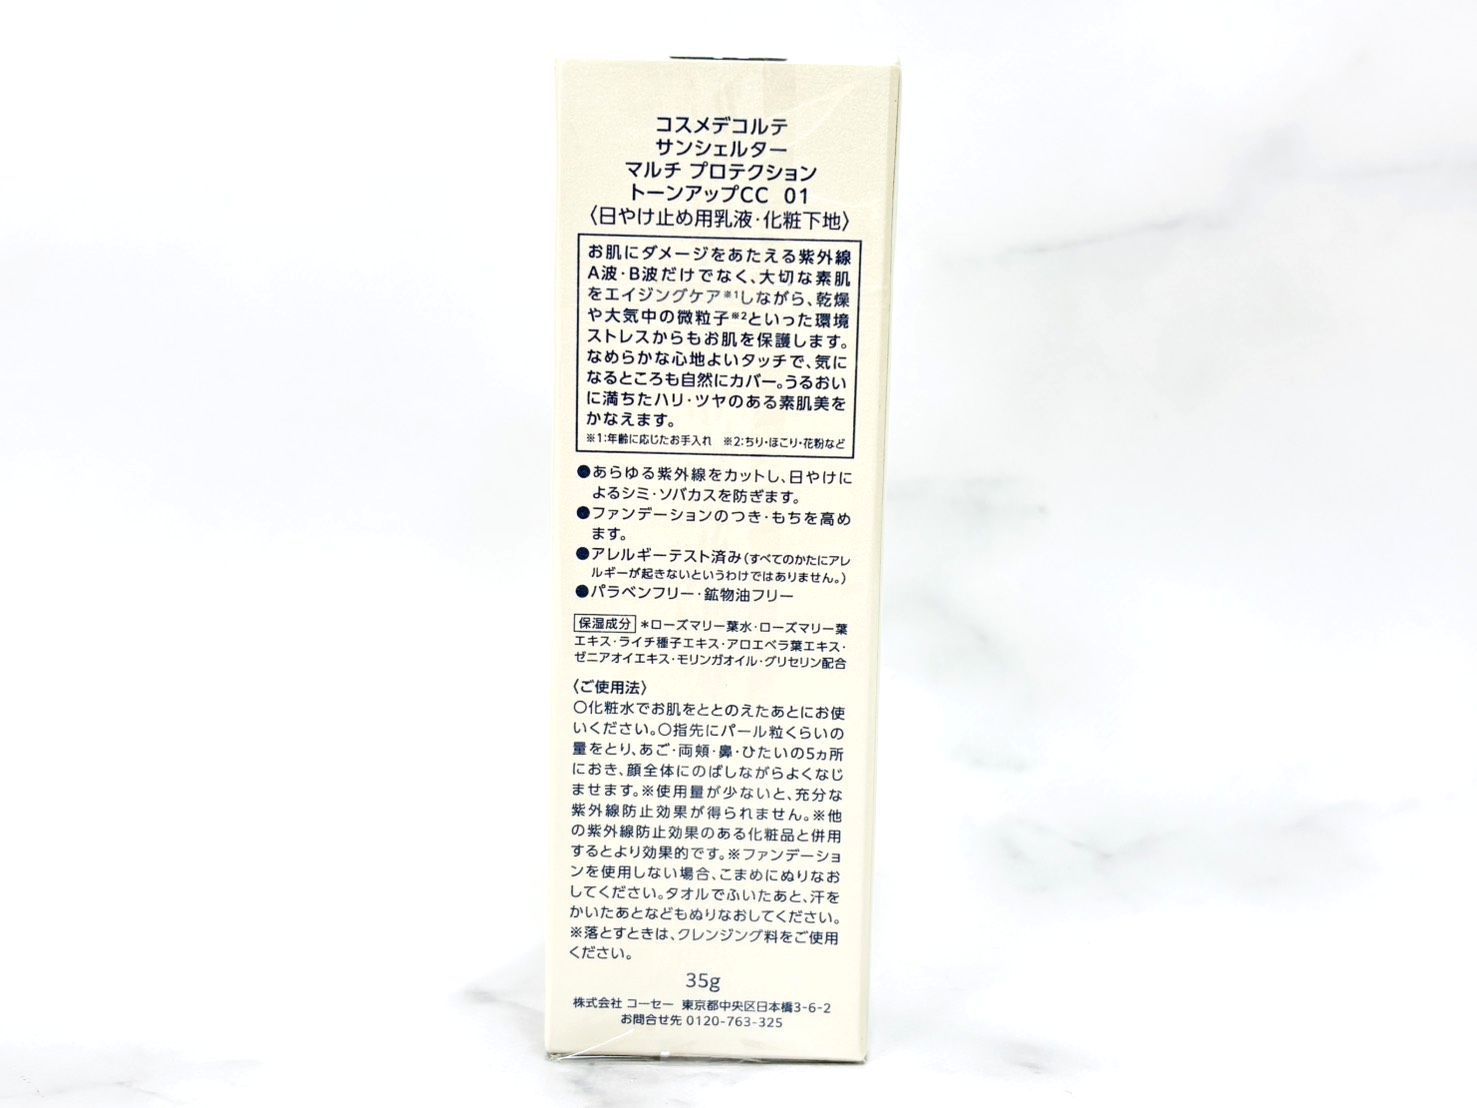 コスメデコルテ
サンシェルター
マルチ プロテクション
トーンアップCC 01
〈日やけ止め用乳液・化粧下地〉
お肌にダメージをあたえる紫外線
A波・B波だけでなく、大切な素肌
をエイジングケア※1しながら、乾燥
や大気中の微粒子※2といった環境
ストレスからもお肌を保護します。
なめらかな心地よいタッチで、気に
なるところも自然にカバー。うるおい
に満ちたハリ・ツヤのある素肌美を
かなえます。
※1:年齢に応じたお手入れ ※2:ちり・ほこり・花粉など
●あらゆる紫外線をカットし、日やけに
よるシミ・ソバカスを防ぎます。
●ファンデーションのつき・もちを高め
ます。
●アレルギーテスト済み(すべてのかたにアレ
ルギーが起きないというわけではありません。)
●パラベンフリー・鉱物油フリー
保湿成分 *ローズマリー葉水・ローズマリー葉
エキス・ライチ種子エキス・アロエベラ葉エキス・
ゼニアオイエキス・モリンガオイル・グリセリン配合
〈ご使用法〉
○化粧水でお肌をととのえたあとにお使
いください。○指先にパール粒くらいの
量をとり、あご・両頬・鼻・ひたいの5ヵ所
におき、顔全体にのばしながらよくなじ
ませます。※使用量が少ないと、充分な
紫外線防止効果が得られません。※他
の紫外線防止効果のある化粧品と併用
するとより効果的です。※ファンデーショ
ンを使用しない場合、こまめにぬりなお
してください。タオルでふいたあと、汗を
かいたあとなどもぬりなおしてください。
※落とすときは、クレンジング料をご使用
ください。
35g
株式会社 コーセー 東京都中央区日本橋3-6-2
お問合せ先 0120-763-325